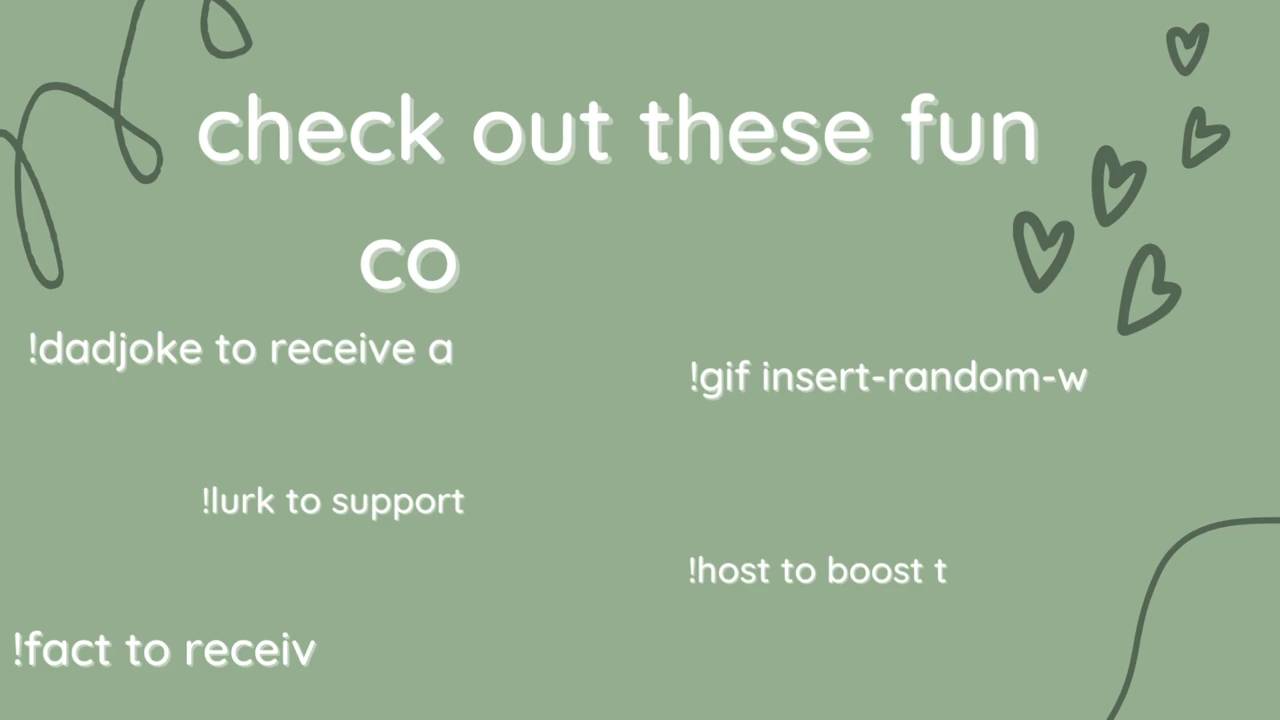 check out these fun
co
!dadjoke to receive a
!gif insert-random-w
!lurk to support
!host to boost t
!fact to receiv